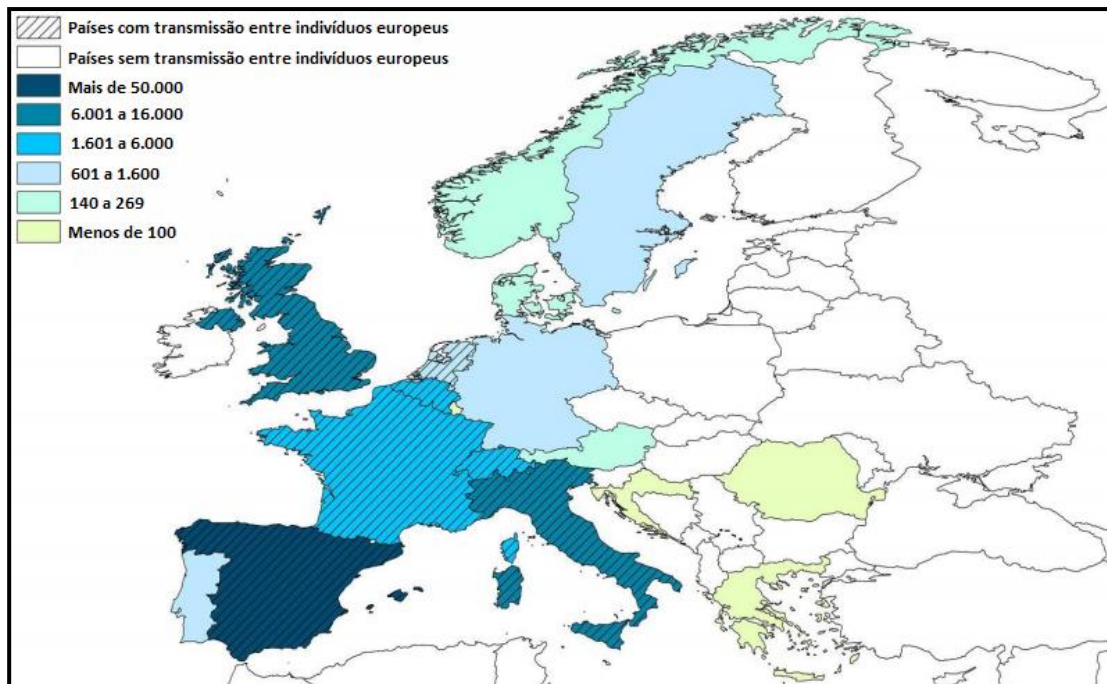 Países com transmissão entre indivíduos europeus
Países sem transmissão entre indivíduos europeus
Mais de 50.000
6.001 a 16.000
1.601 a 6.000
601 a 1.600
140 a 269
Menos de 100